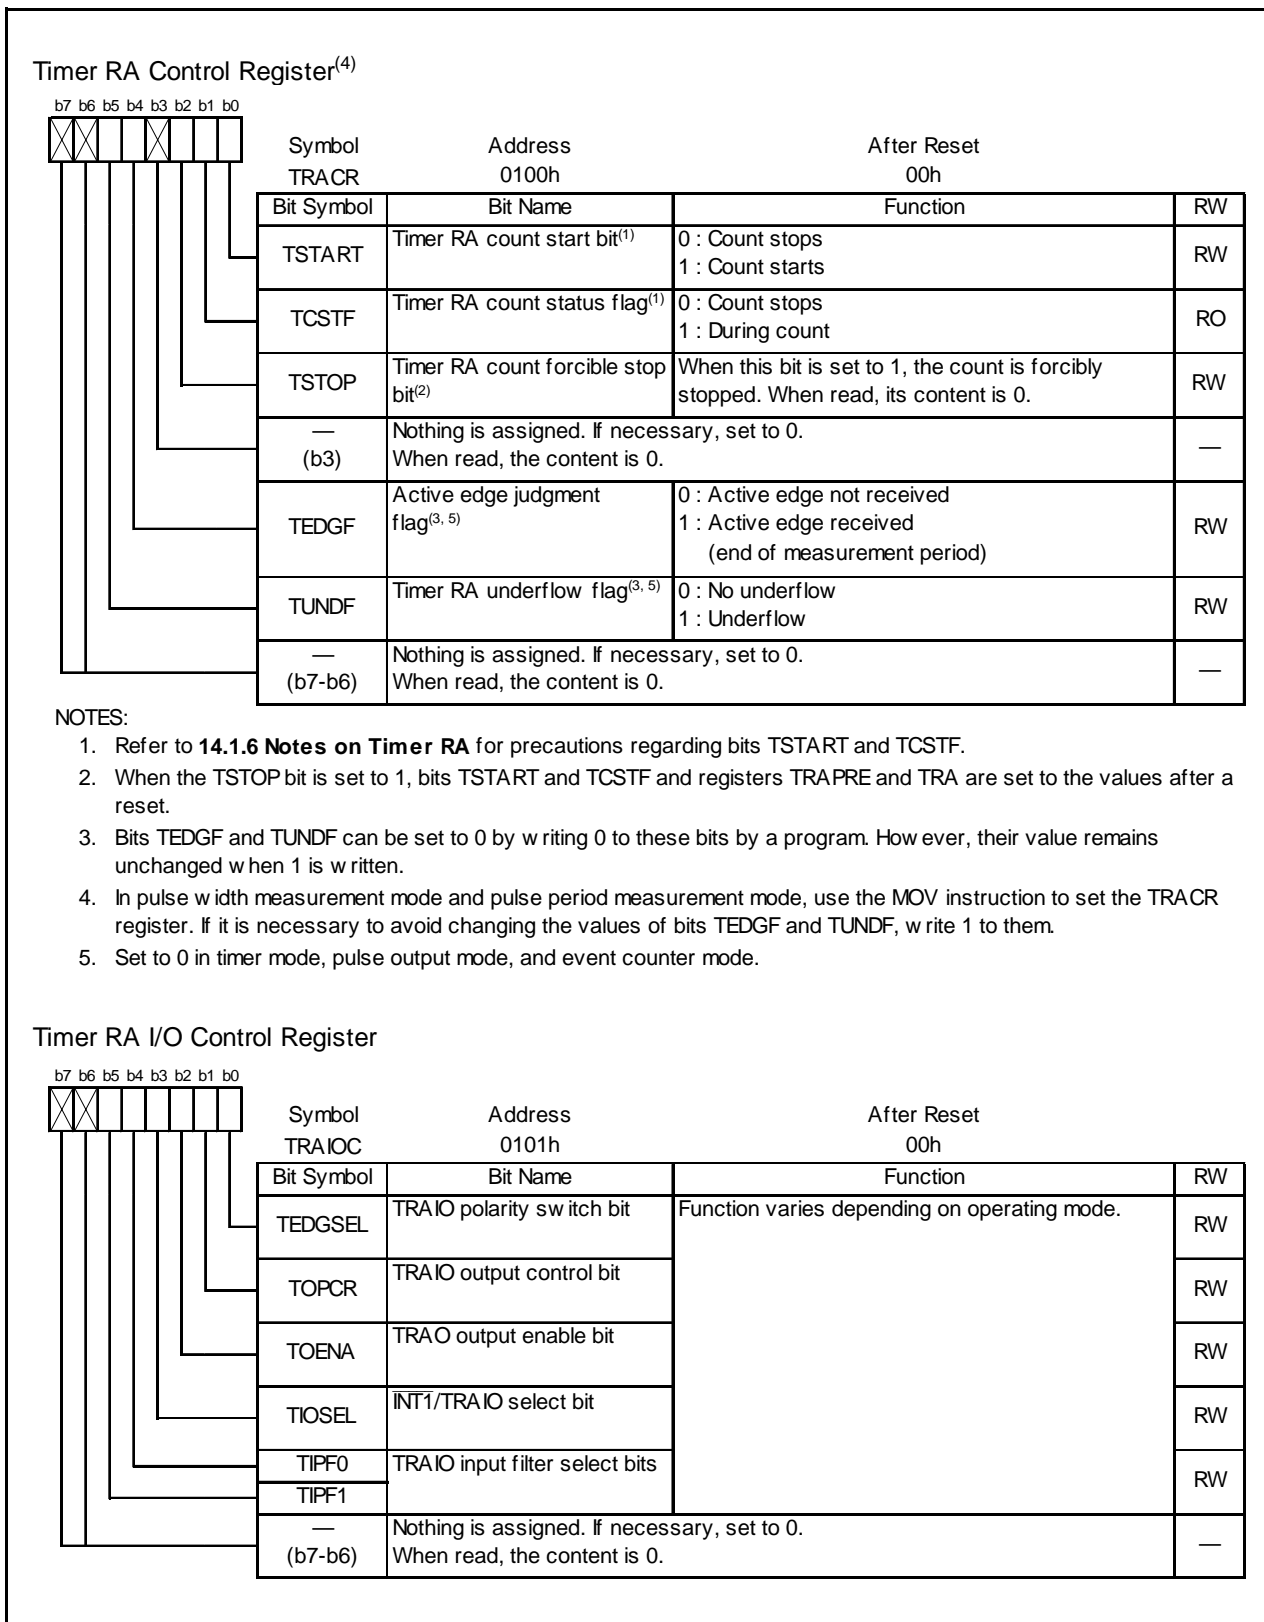 Timer RA Control Register(4)
b7 b6 b5 b4 b3 b2 b1 b0
Symbol Address After Reset
TRACR 0100h 00h
Bit Symbol Bit Name Function RW
TSTART Timer RA count start bit(1) 0 : Count stops
1 : Count starts RW
TCSTF Timer RA count status flag(1) 0 : Count stops
1 : During count RO
TSTOP Timer RA count forcible stop When this bit is set to 1, the count is forcibly
bit(2) stopped. When read, its content is 0. RW
— Nothing is assigned. If necessary, set to 0.
(b3) When read, the content is 0. —
Active edge judgment 0 : Active edge not received
TEDGF flag(3, 5) 1 : Active edge received RW
(end of measurement period)
TUNDF Timer RA underflow flag(3, 5) 0 : No underflow
1 : Underflow RW
— Nothing is assigned. If necessary, set to 0.
(b7-b6) When read, the content is 0. —
NOTES:
1. Refer to 14.1.6 Notes on Timer RA for precautions regarding bits TSTART and TCSTF.
2. When the TSTOP bit is set to 1, bits TSTART and TCSTF and registers TRAPRE and TRA are set to the values after a
reset.
3. Bits TEDGF and TUNDF can be set to 0 by writing 0 to these bits by a program. However, their value remains
unchanged when 1 is written.
4. In pulse width measurement mode and pulse period measurement mode, use the MOV instruction to set the TRACR
register. If it is necessary to avoid changing the values of bits TEDGF and TUNDF, write 1 to them.
5. Set to 0 in timer mode, pulse output mode, and event counter mode.
Timer RA I/O Control Register
b7 b6 b5 b4 b3 b2 b1 b0
Symbol Address After Reset
TRAIOC 0101h 00h
Bit Symbol Bit Name Function RW
TEDGSEL TRAIO polarity switch bit Function varies depending on operating mode. RW
TOPCR TRAIO output control bit RW
TOENA TRAO output enable bit RW
TIOSEL INT1/TRAIO select bit RW
TIPF0 TRAIO input filter select bits RW
TIPF1
— Nothing is assigned. If necessary, set to 0.
(b7-b6) When read, the content is 0. —